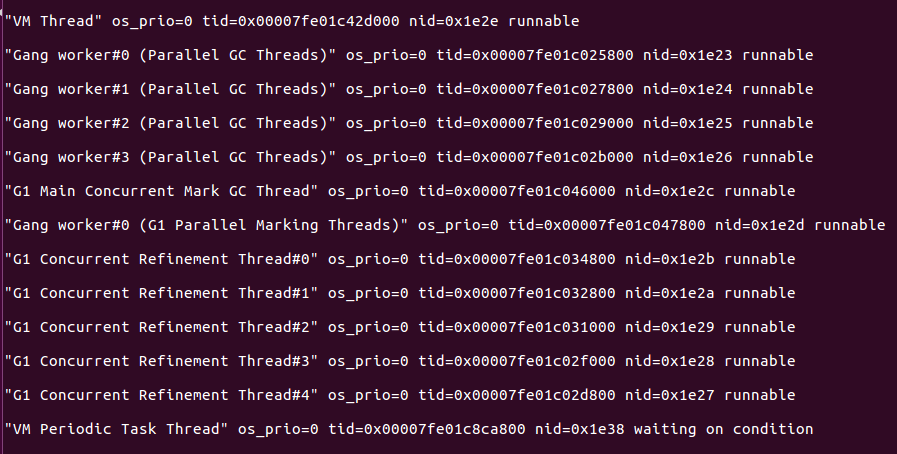 "VM Thread" os_prio=0 tid=0x00007fe01c42d000 nid=0x1e2e runnable
"Gang worker#0 (Parallel GC Threads)" os_prio=0 tid=0x00007fe01c025800 nid=0x1e23 runnable
"Gang worker#1 (Parallel GC Threads)" os_prio=0 tid=0x00007fe01c027800 nid=0x1e24 runnable
"Gang worker#2 (Parallel GC Threads)" os_prio=0 tid=0x00007fe01c029000 nid=0x1e25 runnable
"Gang worker#3 (Parallel GC Threads)" os_prio=0 tid=0x00007fe01c02b000 nid=0x1e26 runnable
"G1 Main Concurrent Mark GC Thread" os_prio=0 tid=0x00007fe01c046000 nid=0x1e2c runnable
"Gang worker#0 (G1 Parallel Marking Threads)" os_prio=0 tid=0x00007fe01c047800 nid=0x1e2d runnable
"G1 Concurrent Refinement Thread#0" os_prio=0 tid=0x00007fe01c034800 nid=0x1e2b runnable
"G1 Concurrent Refinement Thread#1" os_prio=0 tid=0x00007fe01c032800 nid=0x1e2a runnable
"G1 Concurrent Refinement Thread#2" os_prio=0 tid=0x00007fe01c031000 nid=0x1e29 runnable
"G1 Concurrent Refinement Thread#3" os_prio=0 tid=0x00007fe01c02f000 nid=0x1e28 runnable
"G1 Concurrent Refinement Thread#4" os_prio=0 tid=0x00007fe01c02d800 nid=0x1e27 runnable
"VM Periodic Task Thread" os_prio=0 tid=0x00007fe01c8ca800 nid=0x1e38 waiting on condition